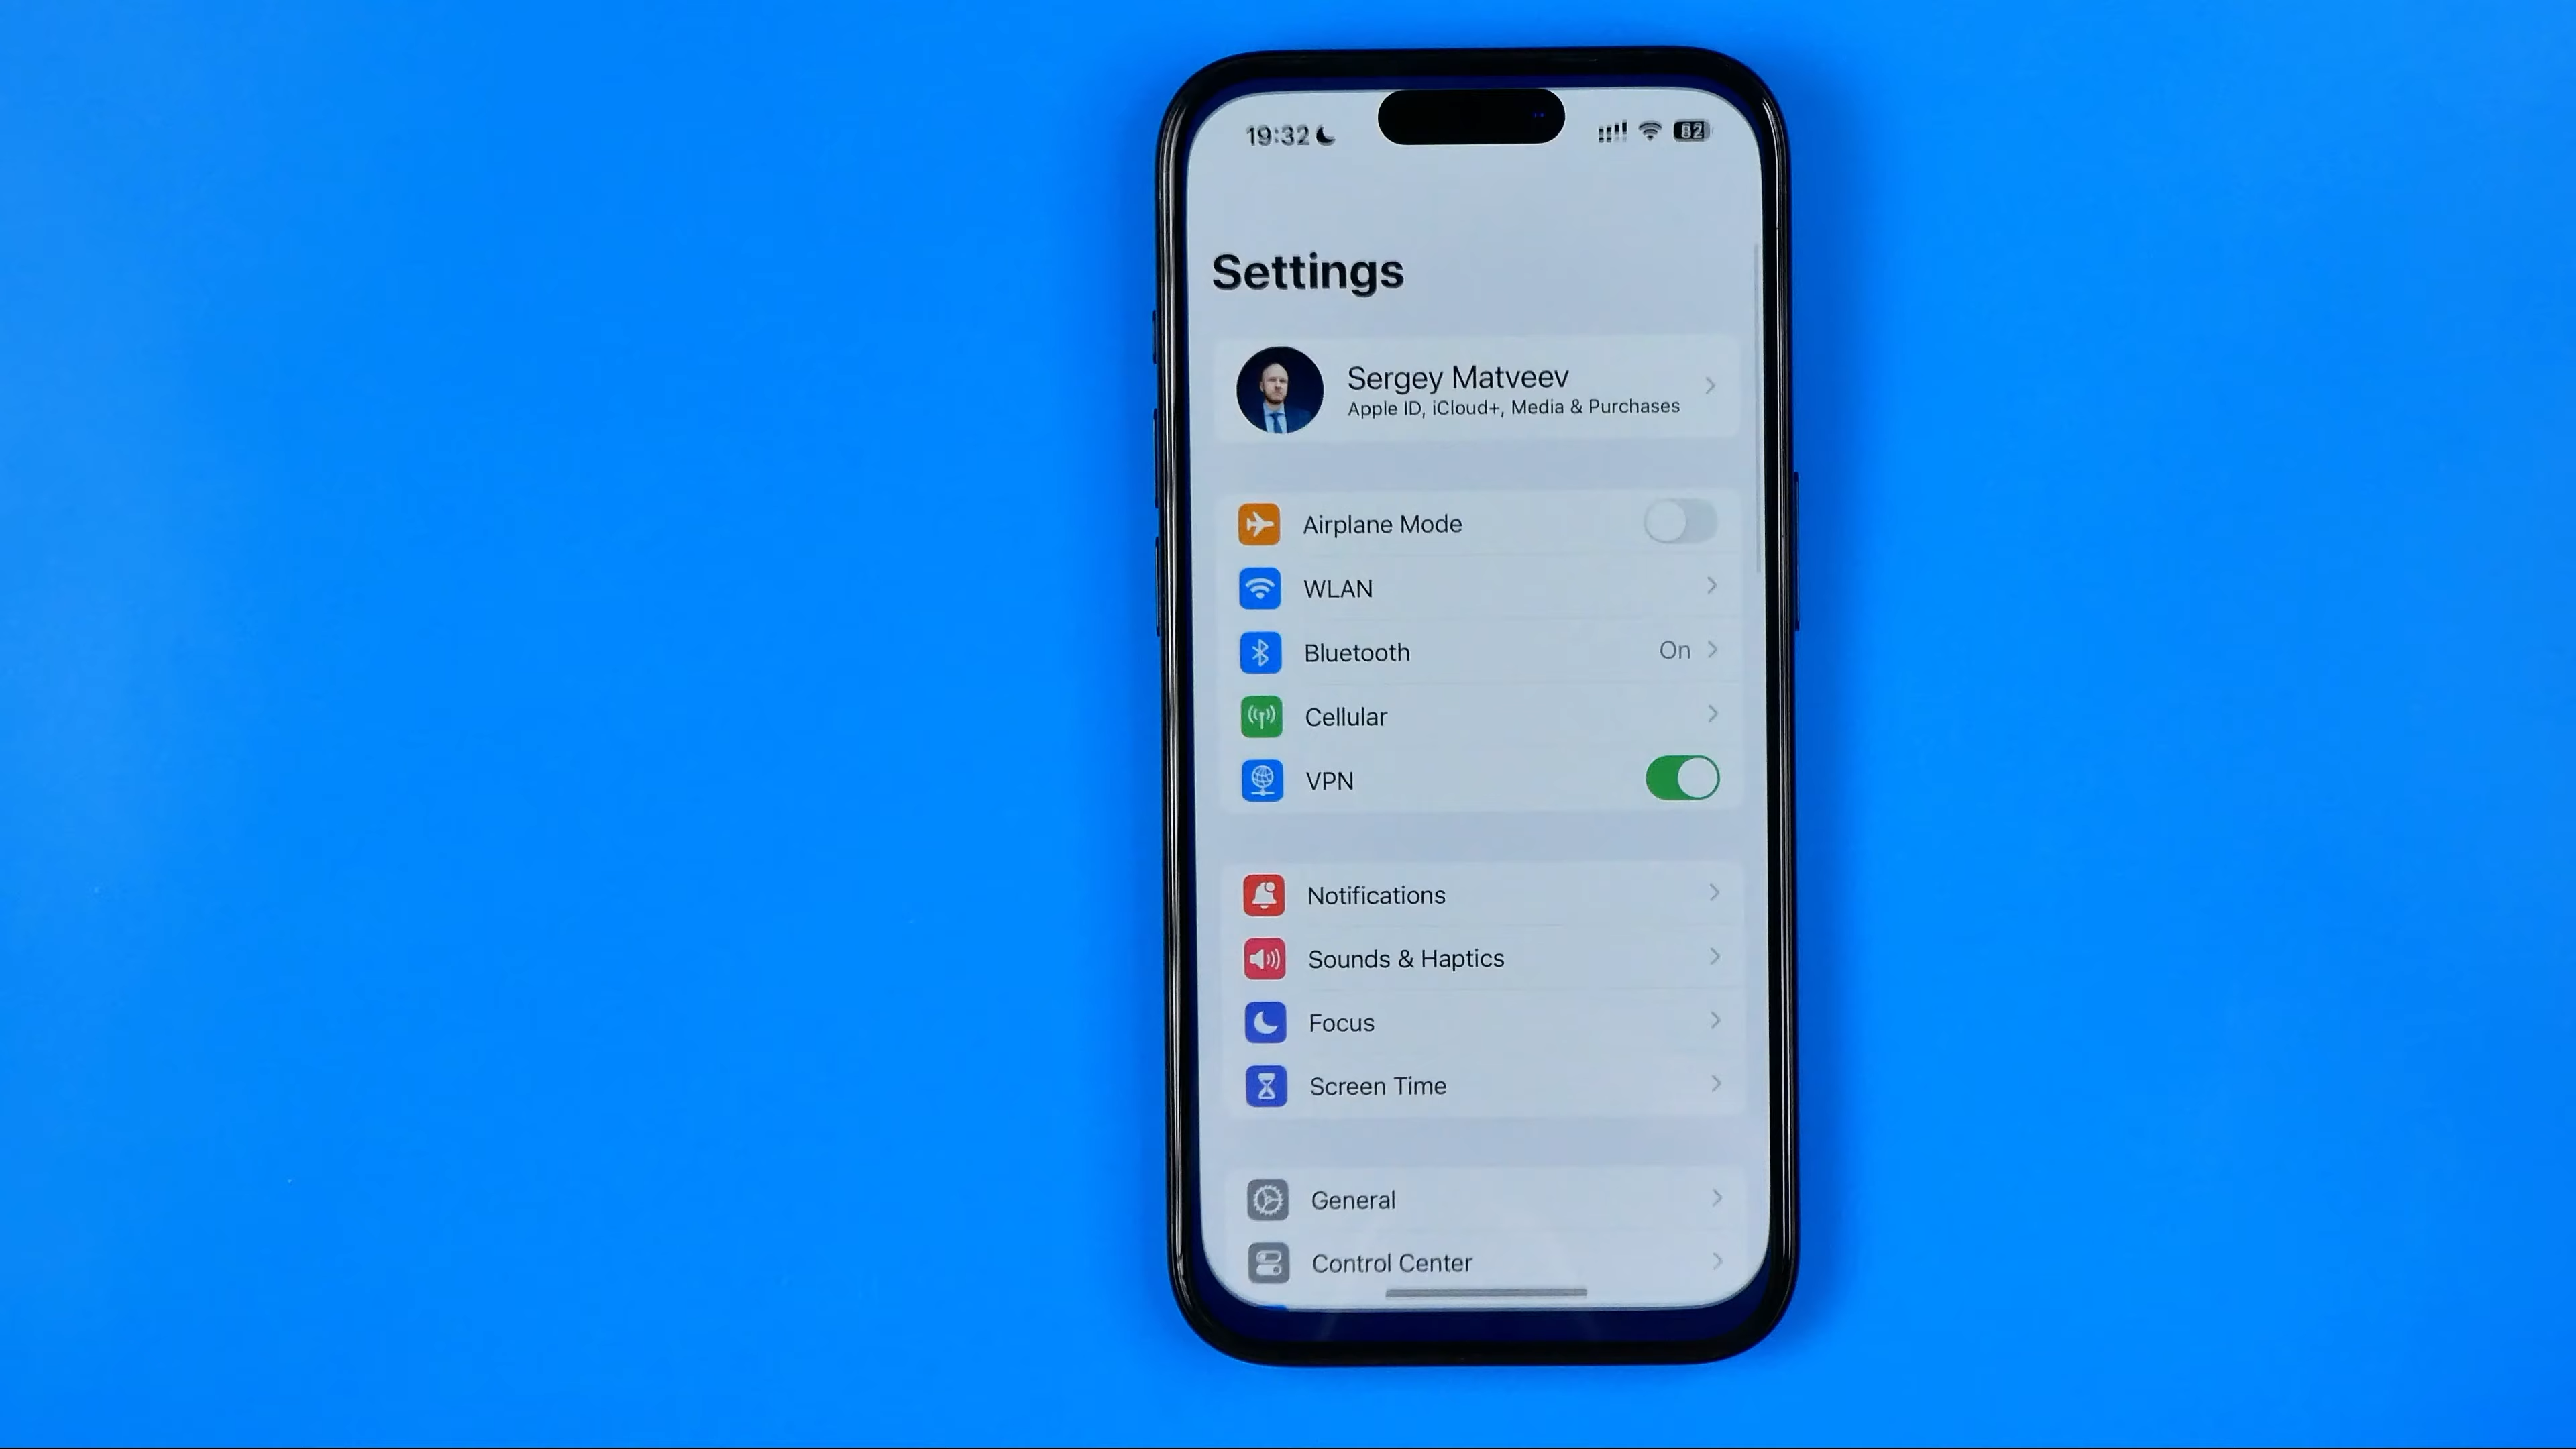 19:32
82
Settings
Sergey Matveev
Apple ID, iCloud+, Media & Purchases
Airplane Mode
WLAN
Bluetooth On
Cellular
VPN
Notifications
Sounds & Haptics
Focus
Screen Time
General
Control Center